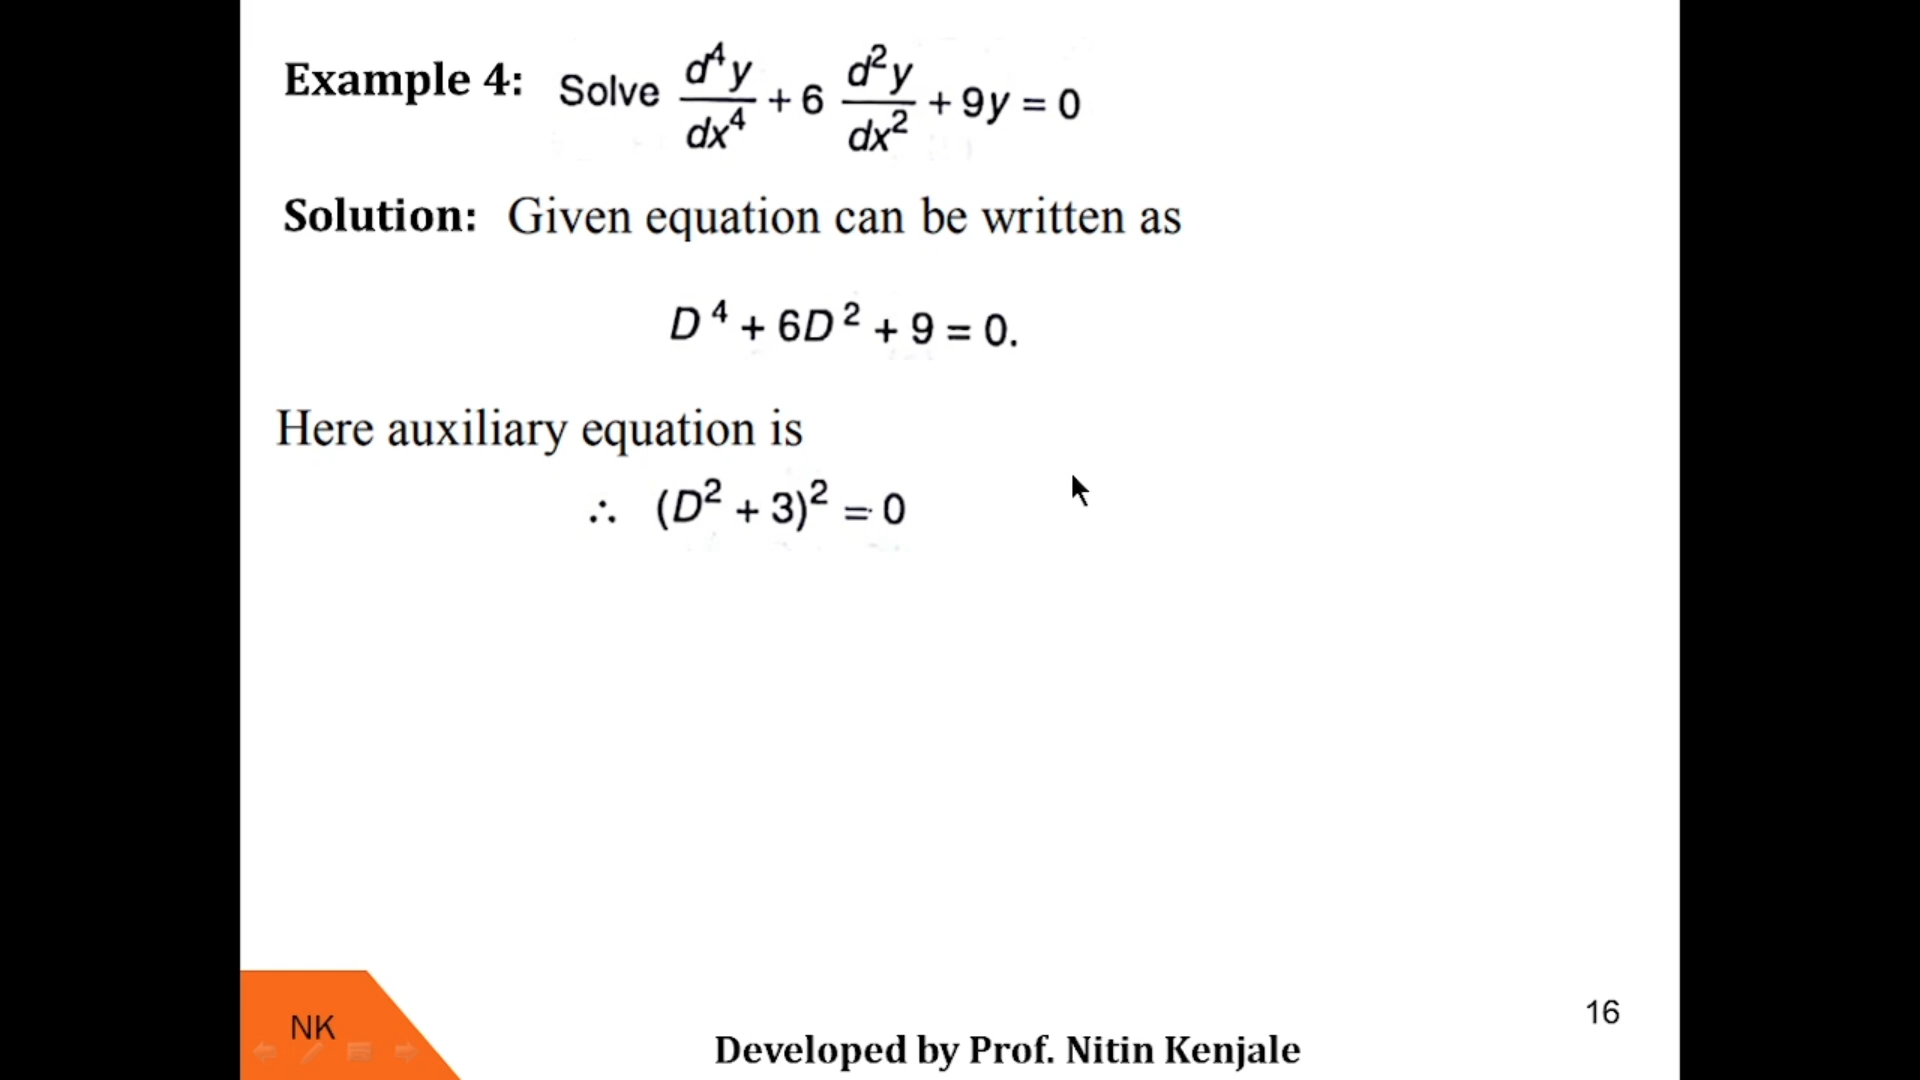 Example 4: Solve d⁴y/dx⁴ + 6 d²y/dx² + 9y = 0
Solution: Given equation can be written as
D⁴ + 6D² + 9 = 0.
Here auxiliary equation is
∴ (D² + 3)² = 0
NK
16
Developed by Prof. Nitin Kenjale